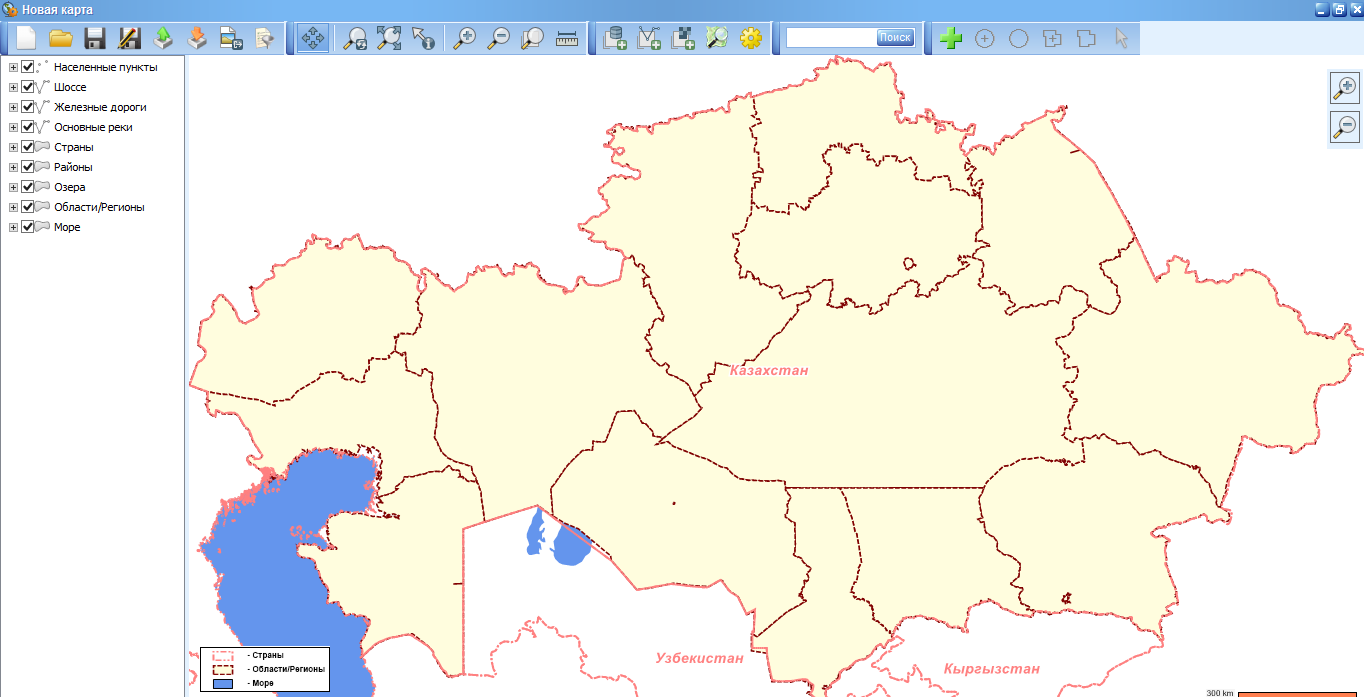 Новая карта
Поиск
Населенные пункты
Шоссе
Железные дороги
Основные реки
Страны
Районы
Озера
Области/Регионы
Море
Казахстан
Узбекистан
Кыргызстан
- Страны
- Области/Регионы
- Море
300 km